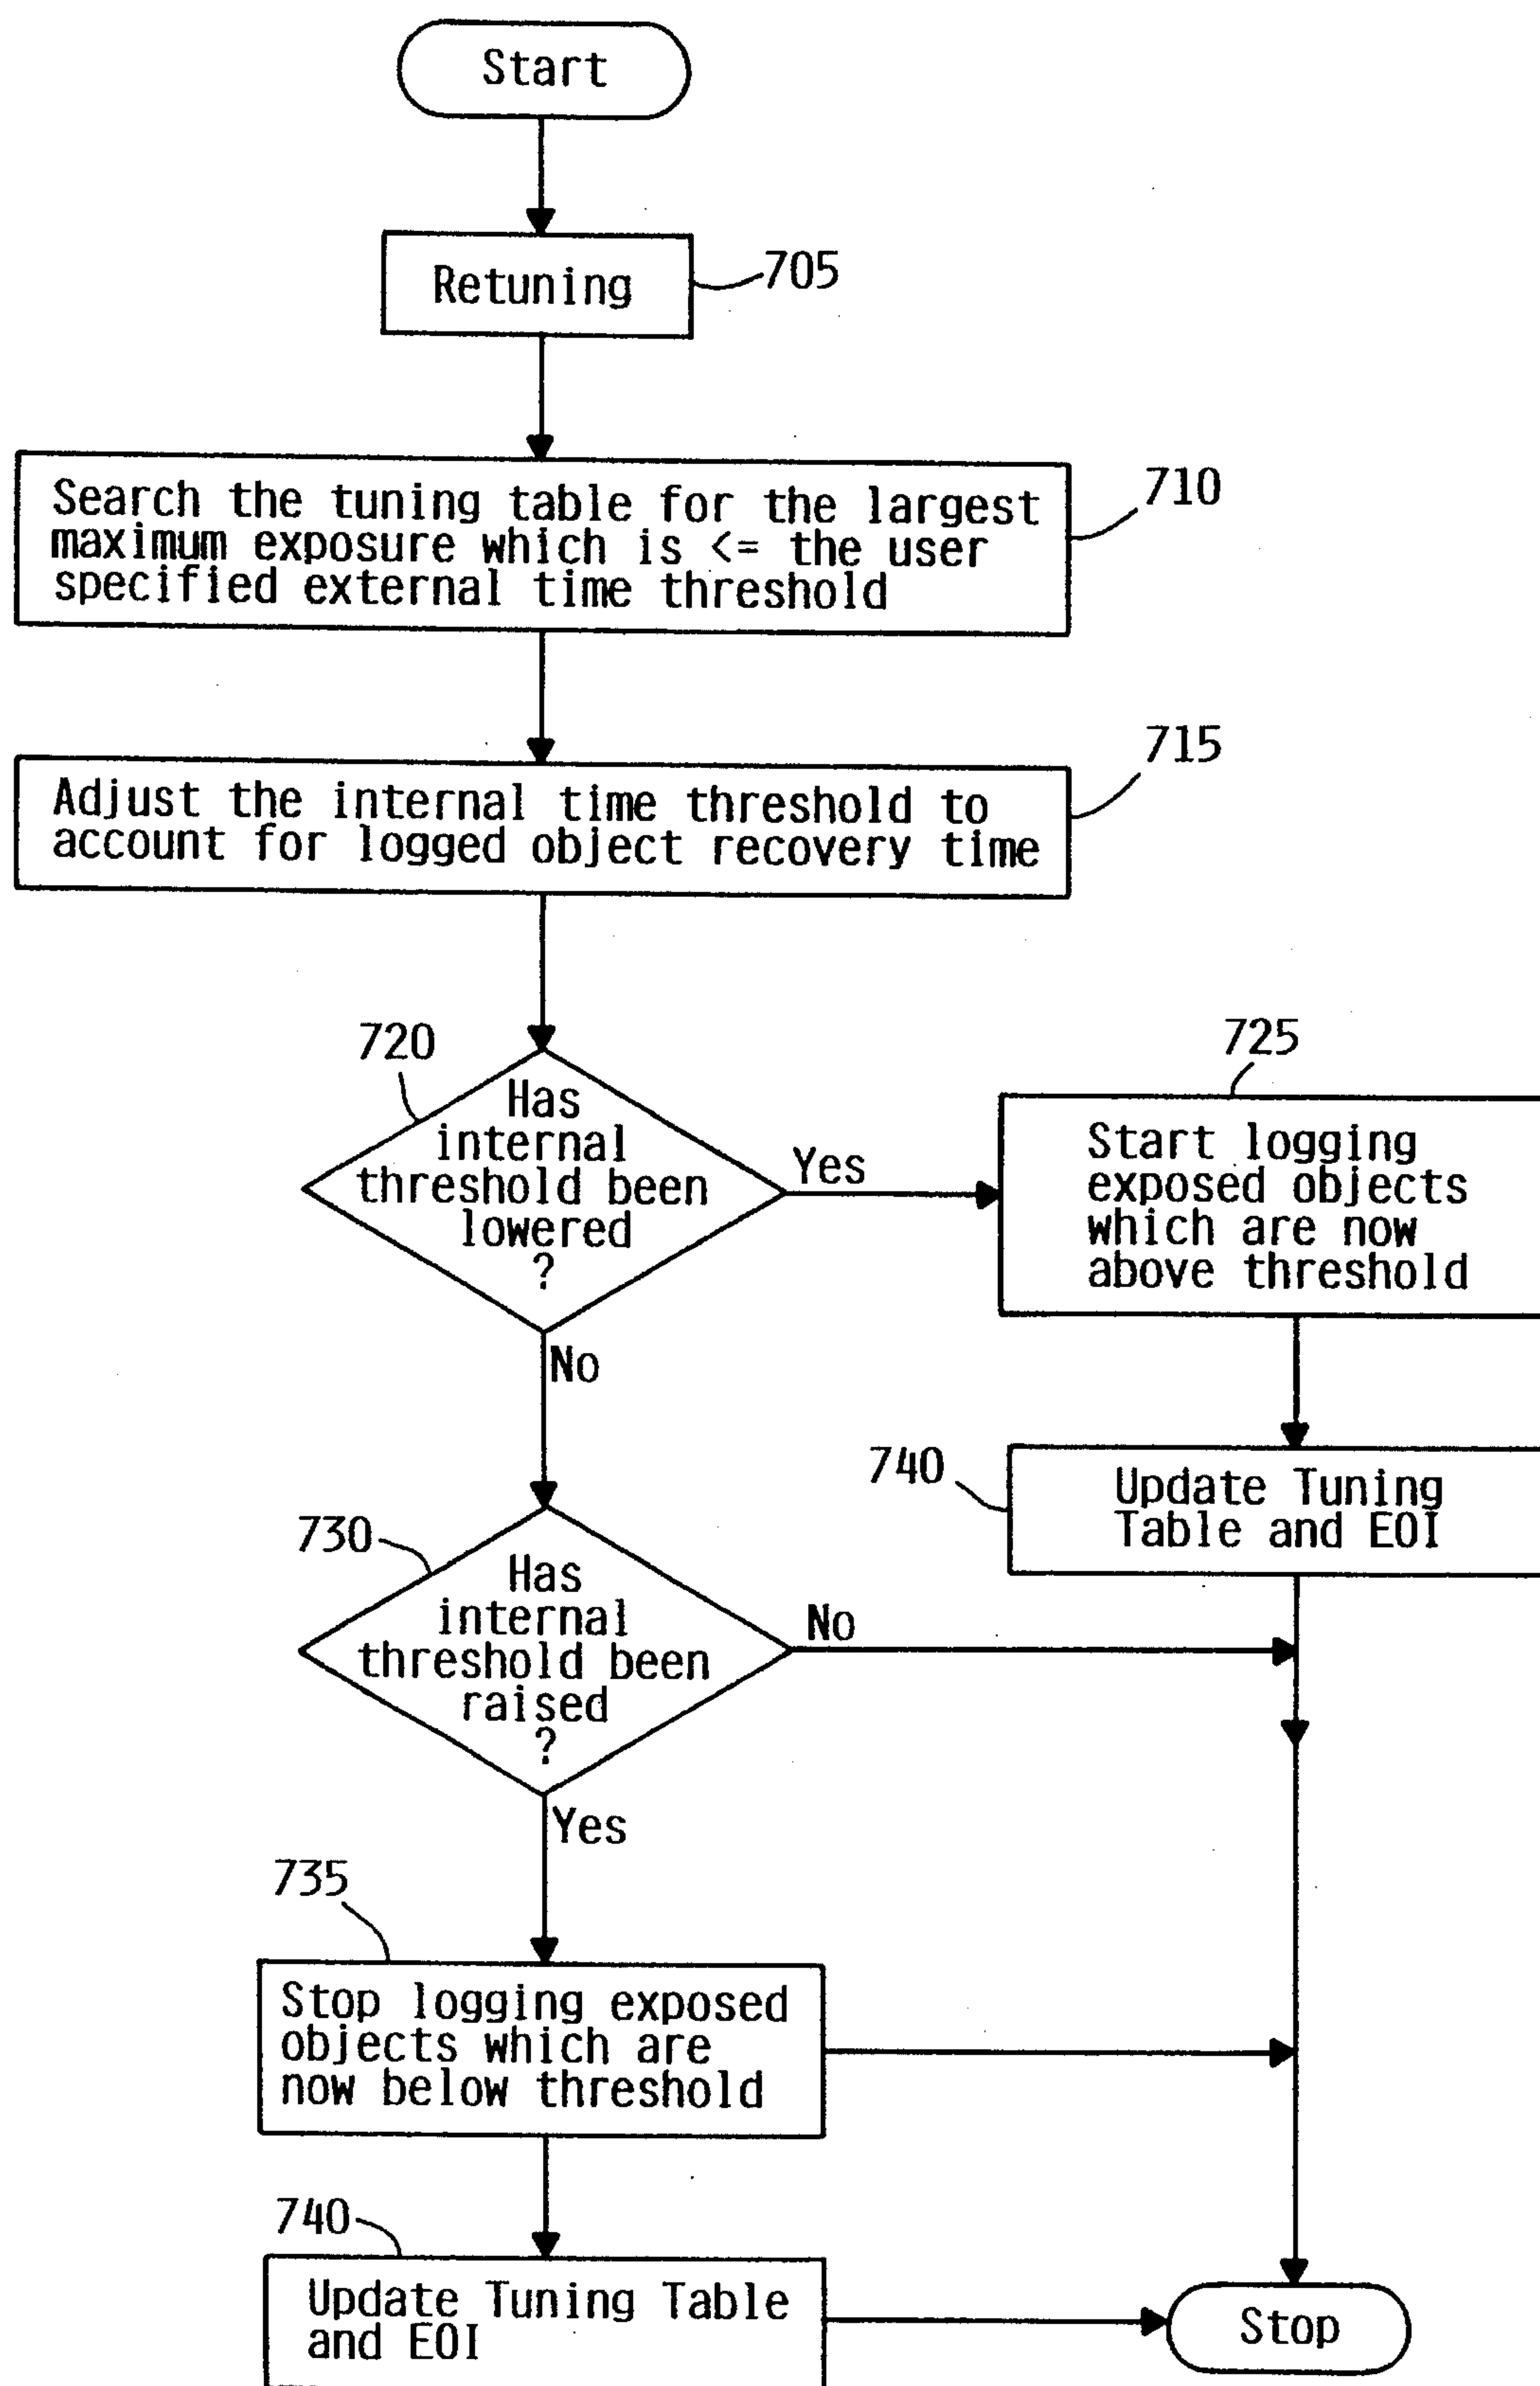 Start
Retuning
705
Search the tuning table for the largest
maximum exposure which is <= the user
specified external time threshold
710
Adjust the internal time threshold to
account for logged object recovery time
715
720
Has
internal
threshold been
lowered
?
Yes
No
725
Start logging
exposed objects
which are now
above threshold
740
Update Tuning
Table and EOI
730
Has
internal
threshold been
raised
?
No
Yes
735
Stop logging exposed
objects which are
now below threshold
740
Update Tuning Table
and EOI
Stop